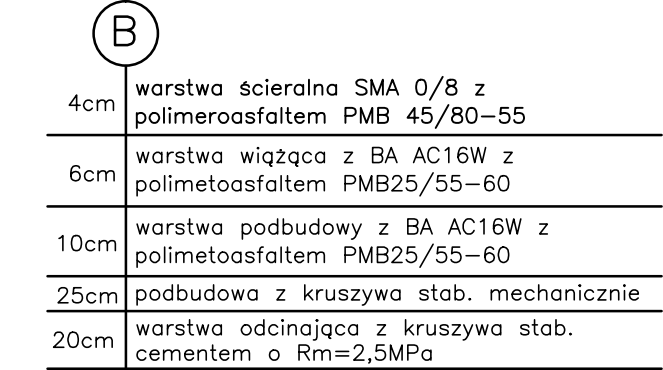 B
4cm
warstwa ścieralna SMA 0/8 z
polimeroasfaltem PMB 45/80-55
6cm
warstwa wiążąca z BA AC16W z
polimetoasfaltem PMB25/55-60
10cm
warstwa podbudowy z BA AC16W z
polimetoasfaltem PMB25/55-60
25cm podbudowa z kruszywa stab. mechanicznie
20cm
warstwa odcinająca z kruszywa stab.
cementem o Rm=2,5MPa